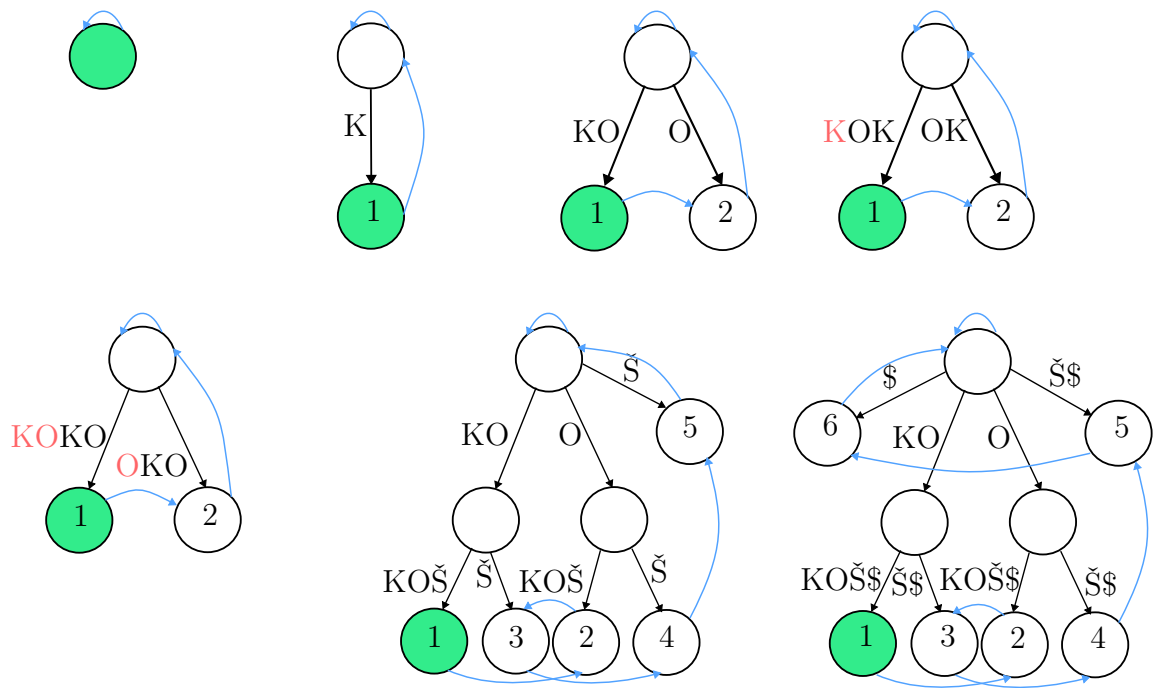 K
1
KO O
1 2
KOK OK
1 2
KOKO
OKO
1 2
Š
KO O
5
KOŠ Š KOŠ Š
1 3 2 4
$ Š$
6 5
KO O
KOŠ$ Š$ KOŠ$ Š$
1 3 2 4